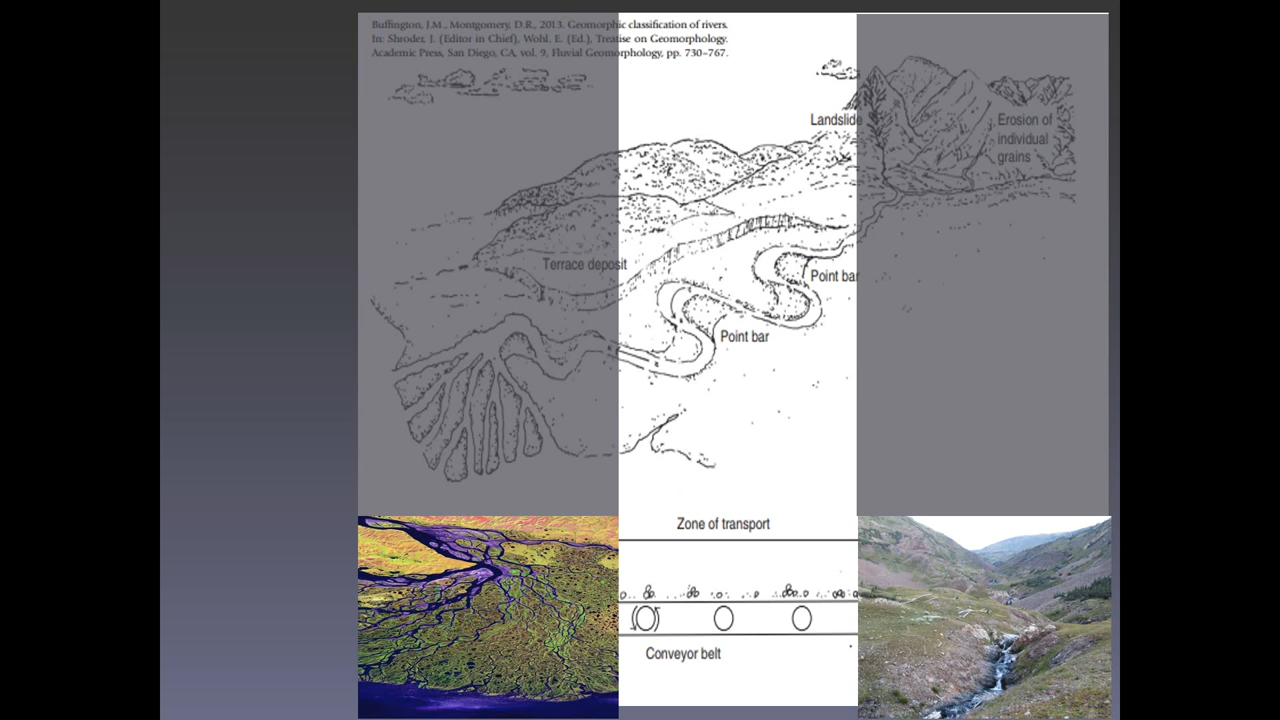 Buffington, J.M., Montgomery, D.R., 2013. Geomorphic classification of rivers.
In: Shroder, J. (Editor in Chief), Wohl, E. (Ed.), Treatise on Geomorphology.
Academic Press, San Diego, CA, vol. 9, Fluvial Geomorphology, pp. 730–767.
Landslide
Erosion of
individual
grains
Terrace deposit
Point bar
Point bar
Zone of transport
Conveyor belt